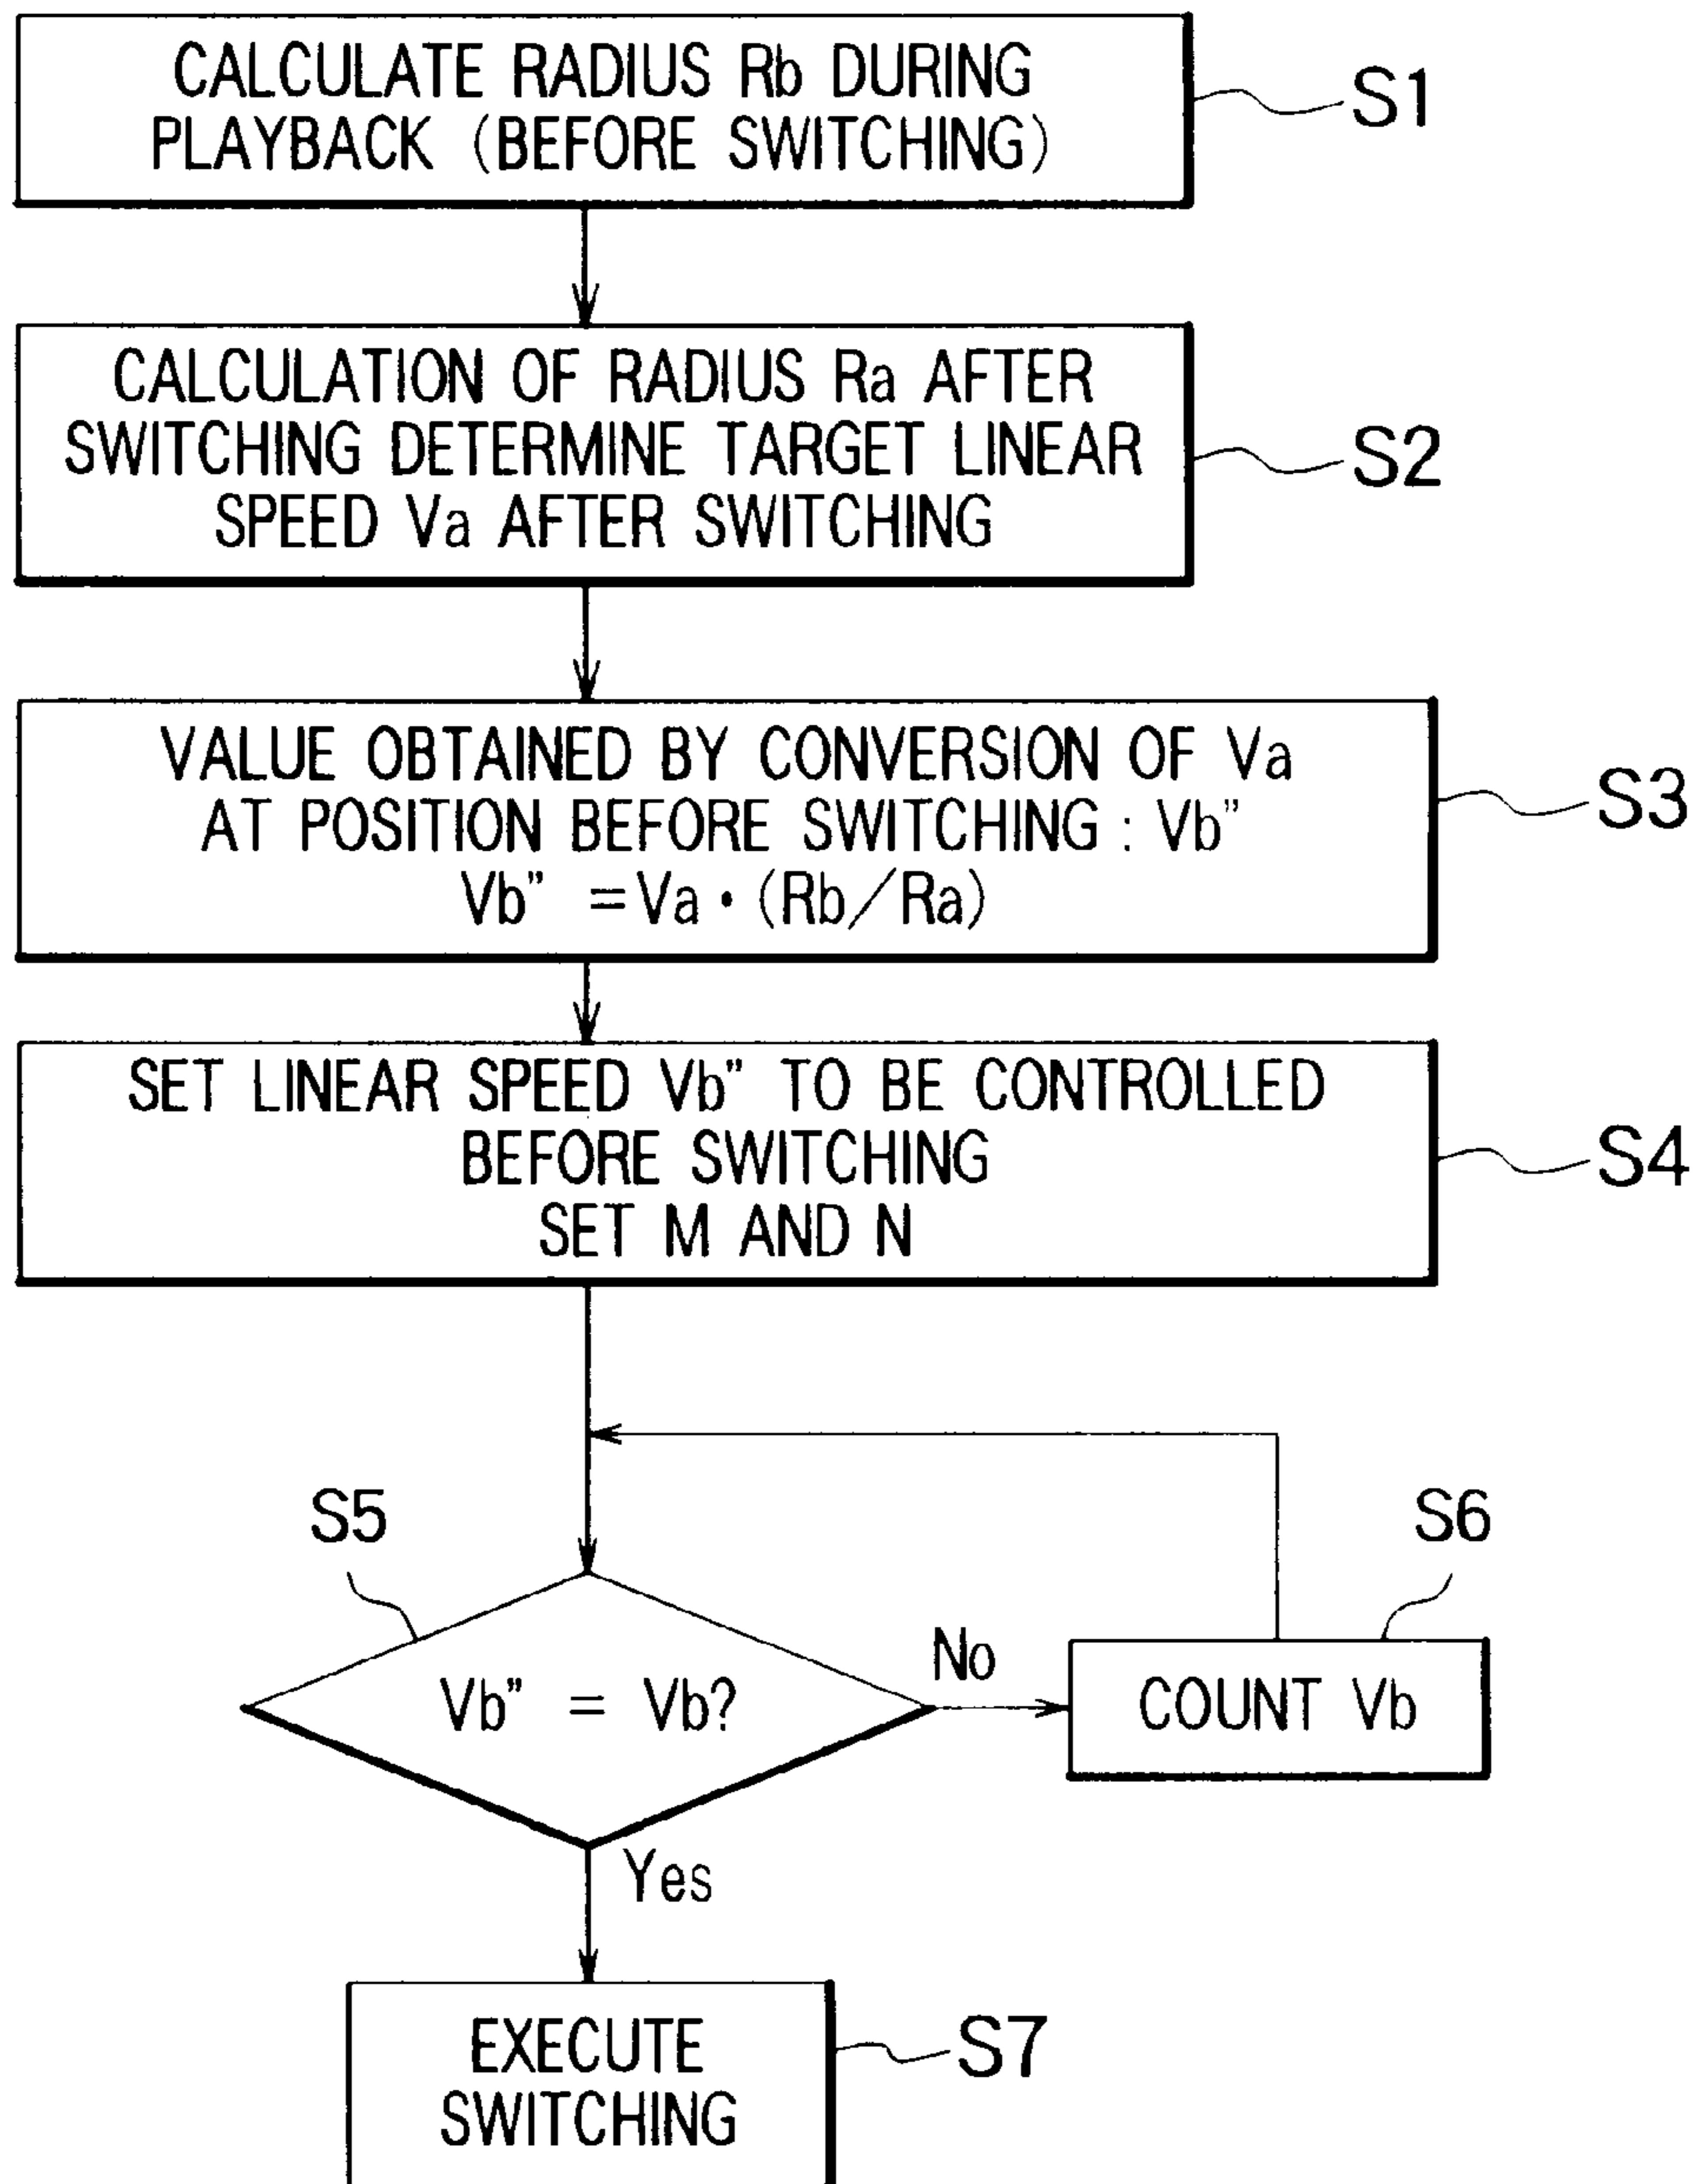 CALCULATE RADIUS Rb DURING
PLAYBACK (BEFORE SWITCHING)
S1
CALCULATION OF RADIUS Ra AFTER
SWITCHING DETERMINE TARGET LINEAR
SPEED Va AFTER SWITCHING
S2
VALUE OBTAINED BY CONVERSION OF Va
AT POSITION BEFORE SWITCHING : Vb”
Vb” = Va・(Rb/Ra)
S3
SET LINEAR SPEED Vb” TO BE CONTROLLED
BEFORE SWITCHING
SET M AND N
S4
S5
Vb” = Vb?
No
S6
COUNT Vb
Yes
EXECUTE
SWITCHING
S7